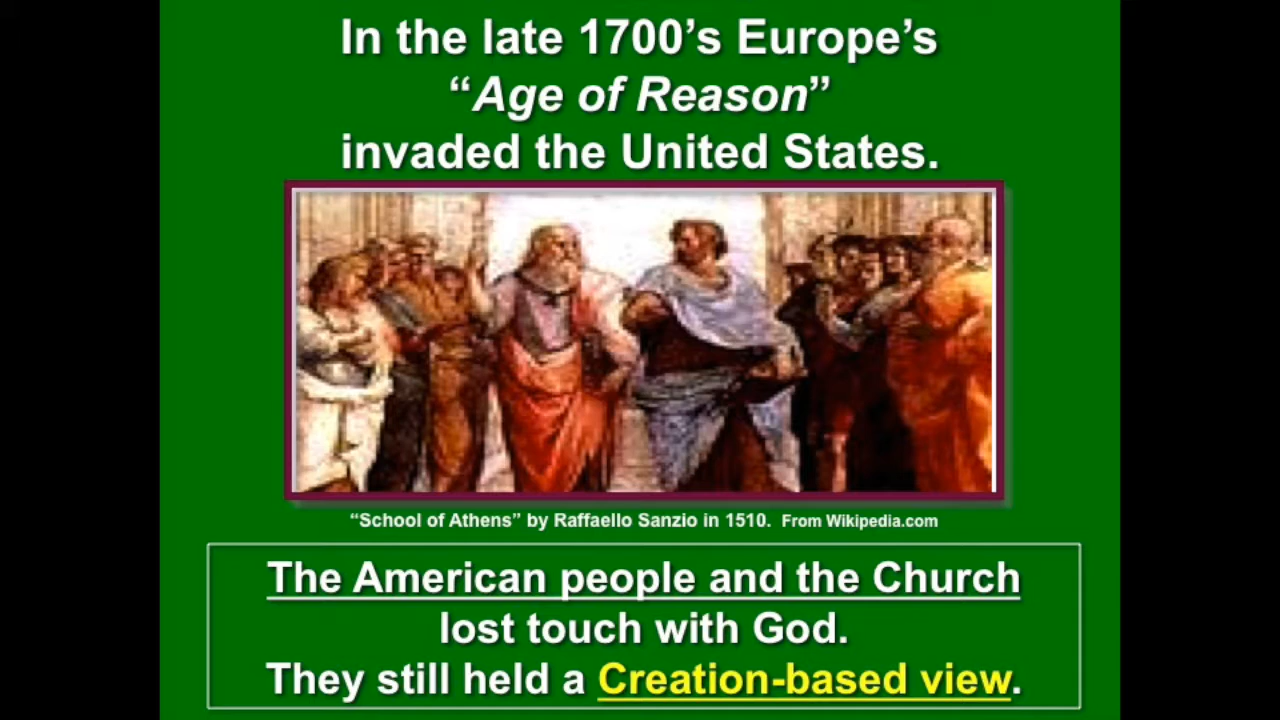 In the late 1700’s Europe’s
“Age of Reason”
invaded the United States.
“School of Athens” by Raffaello Sanzio in 1510. From Wikipedia.com
The American people and the Church
lost touch with God.
They still held a Creation-based view.